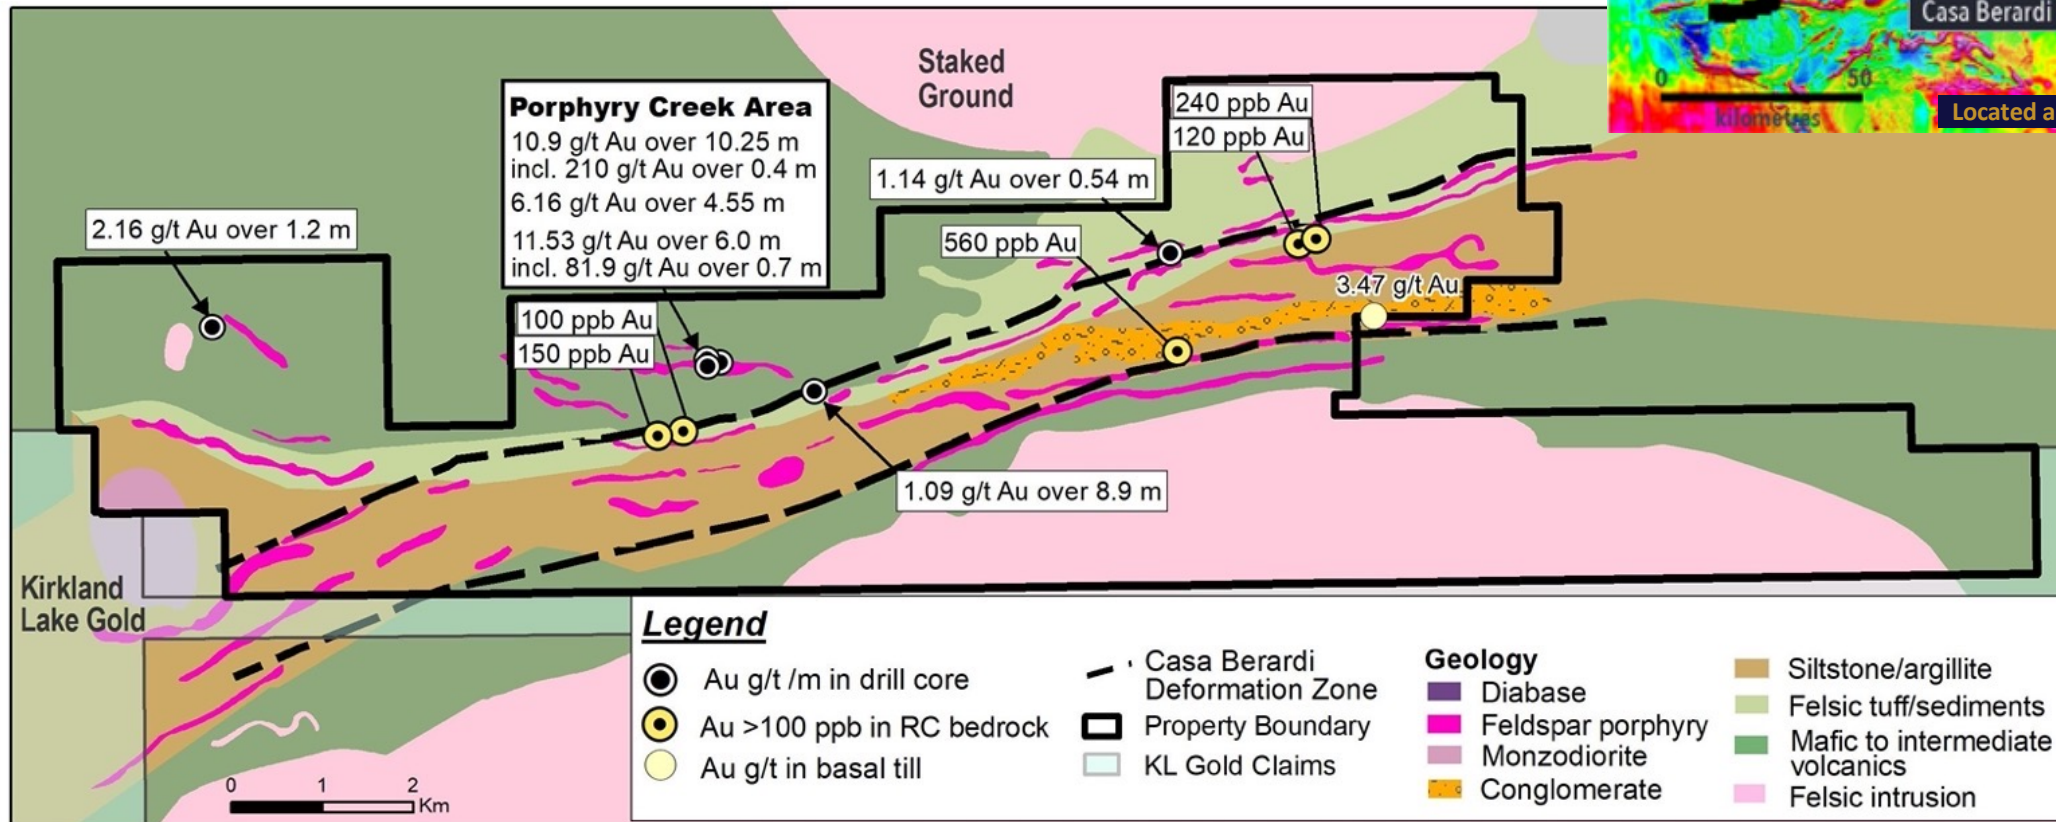 Casa Berardi
0
50
kilometres
Located a
Staked
Ground
Porphyry Creek Area
10.9 g/t Au over 10.25 m
incl. 210 g/t Au over 0.4 m
6.16 g/t Au over 4.55 m
11.53 g/t Au over 6.0 m
incl. 81.9 g/t Au over 0.7 m
240 ppb Au
120 ppb Au
1.14 g/t Au over 0.54 m
2.16 g/t Au over 1.2 m
560 ppb Au
3.47 g/t Au
100 ppb Au
150 ppb Au
1.09 g/t Au over 8.9 m
Kirkland
Lake Gold
0
1
2
Km
Legend
Au g/t /m in drill core
Au >100 ppb in RC bedrock
Au g/t in basal till
Casa Berardi
Deformation Zone
Property Boundary
KL Gold Claims
Geology
Diabase
Feldspar porphyry
Monzodiorite
Conglomerate
Siltstone/argillite
Felsic tuff/sediments
Mafic to intermediate
volcanics
Felsic intrusion